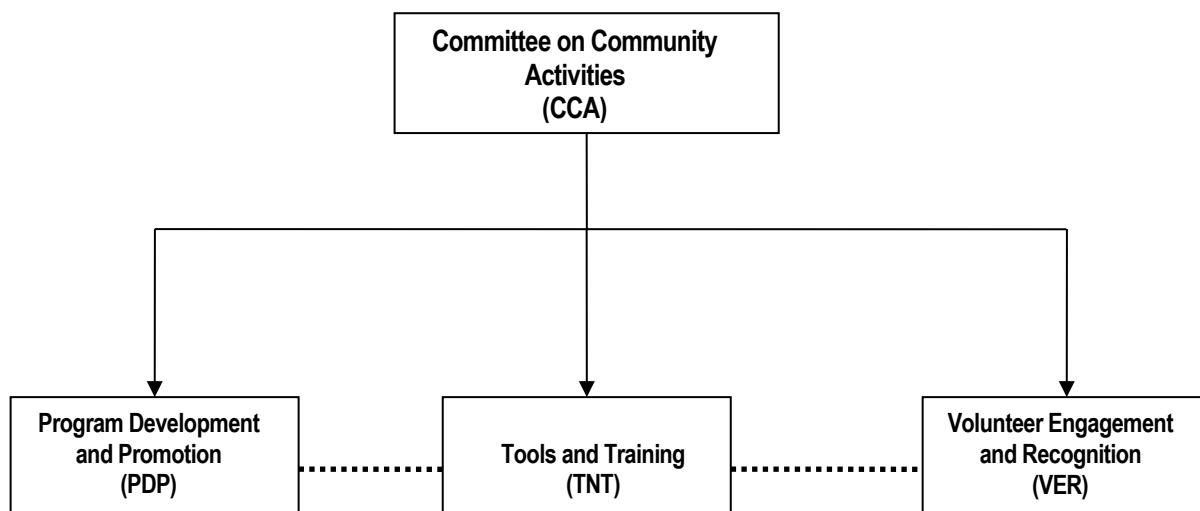 Committee on Community
Activities
(CCA)
Program Development
and Promotion
(PDP)
Tools and Training
(TNT)
Volunteer Engagement
and Recognition
(VER)